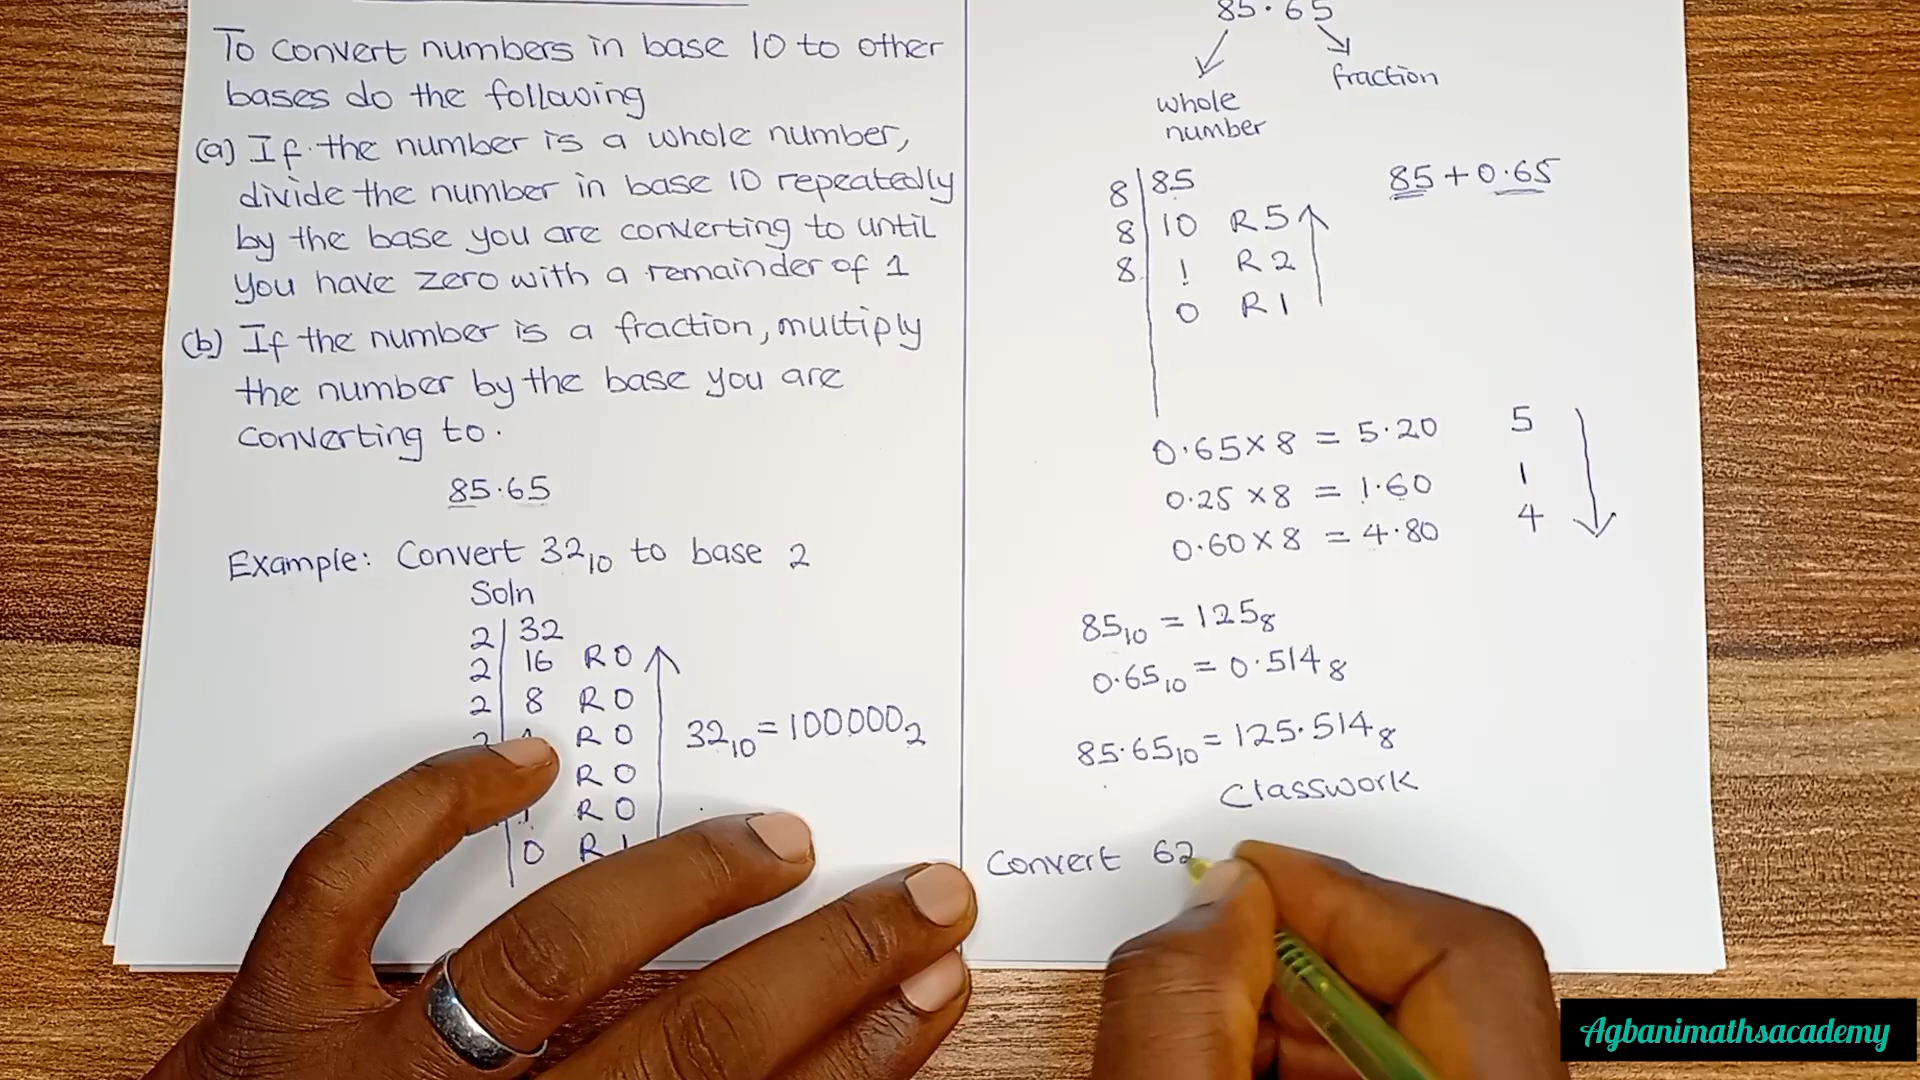 To convert numbers in base 10 to other
bases do the following
(a) If the number is a whole number,
divide the number in base 10 repeatedly
by the base you are converting to until
you have zero with a remainder of 1
(b) If the number is a fraction, multiply
the number by the base you are
converting to.
85.65
Example: Convert 32₁₀ to base 2
Soln
2 | 32
2 | 16 R 0
2 | 8 R 0
R 0
R 0
R 0
0 R 1
32₁₀ = 100000₂
85.65
whole
number
fraction
8 | 85
8 | 10 R 5
8 | 1 R 2
0 R 1
85 + 0.65
0.65 × 8 = 5.20 5
0.25 × 8 = 1.60 1
0.60 × 8 = 4.80 4
85₁₀ = 125₈
0.65₁₀ = 0.514₈
85.65₁₀ = 125.514₈
Classwork
Convert 62
Agbanimathsacademy